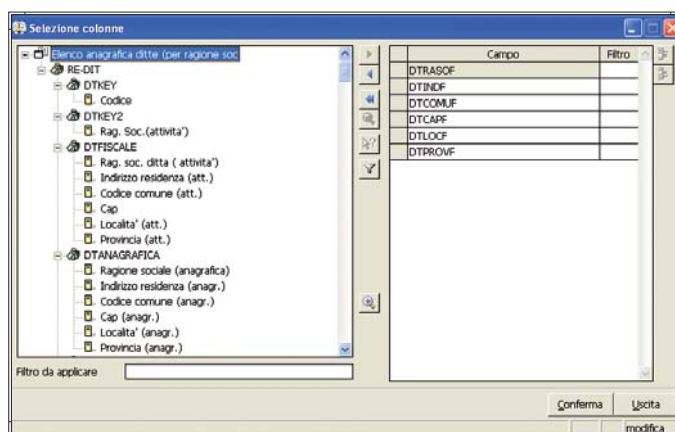 Selezione colonne
Elenco anagrafica ditte (per ragione soc
RE-DIT
DTKEY
Codice
DTKEY2
Rag. Soc.(attivita')
DTFISCALE
Rag. soc. ditta ( attivita')
Indirizzo residenza (att.)
Codice comune (att.)
Cap
Localita' (att.)
Provincia (att.)
DTANAGRAFICA
Ragione sociale (anagrafica)
Indirizzo residenza (anagr.)
Codice comune (anagr.)
Cap (anagr.)
Localita' (anagr.)
Provincia (anagr.)
Filtro da applicare
Campo Filtro
DTRASOF
DTINDF
DTCOMUF
DTCAPF
DTLOCF
DTPROVF
Conferma Uscita
modifica